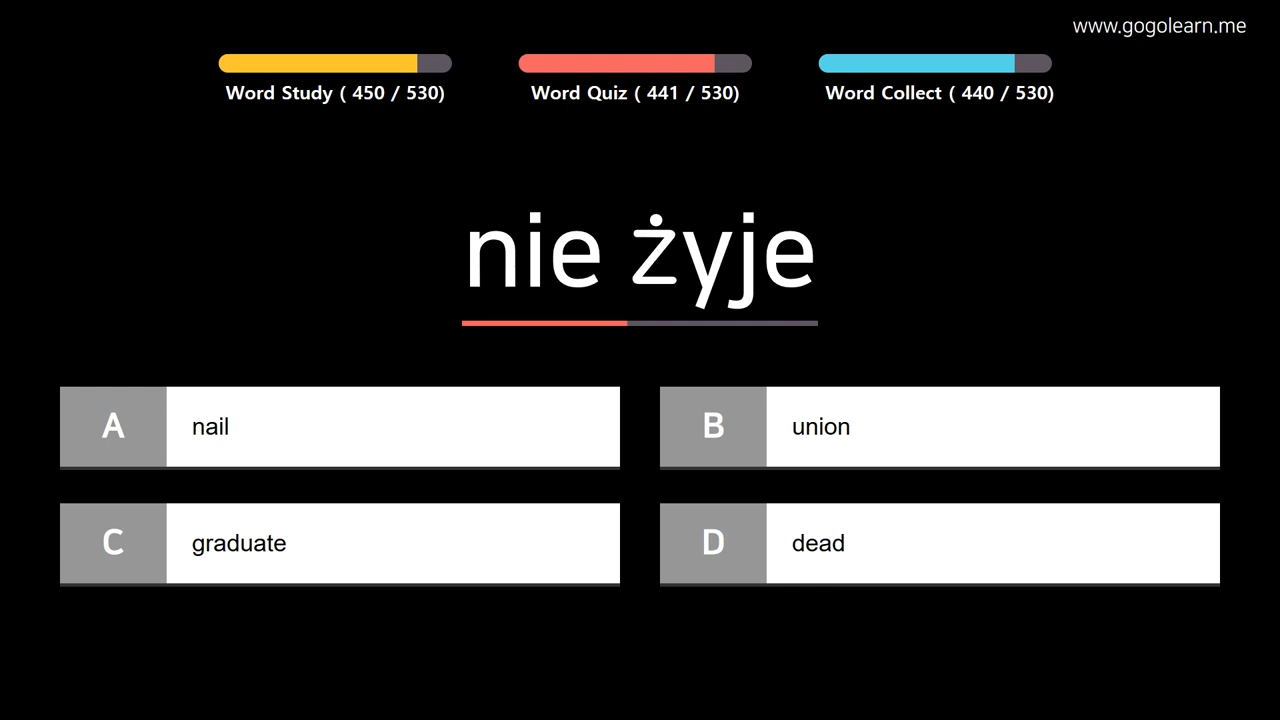 www.gogolearn.me
Word Study ( 450 / 530)
Word Quiz ( 441 / 530)
Word Collect ( 440 / 530)
nie żyje
A nail
B union
C graduate
D dead